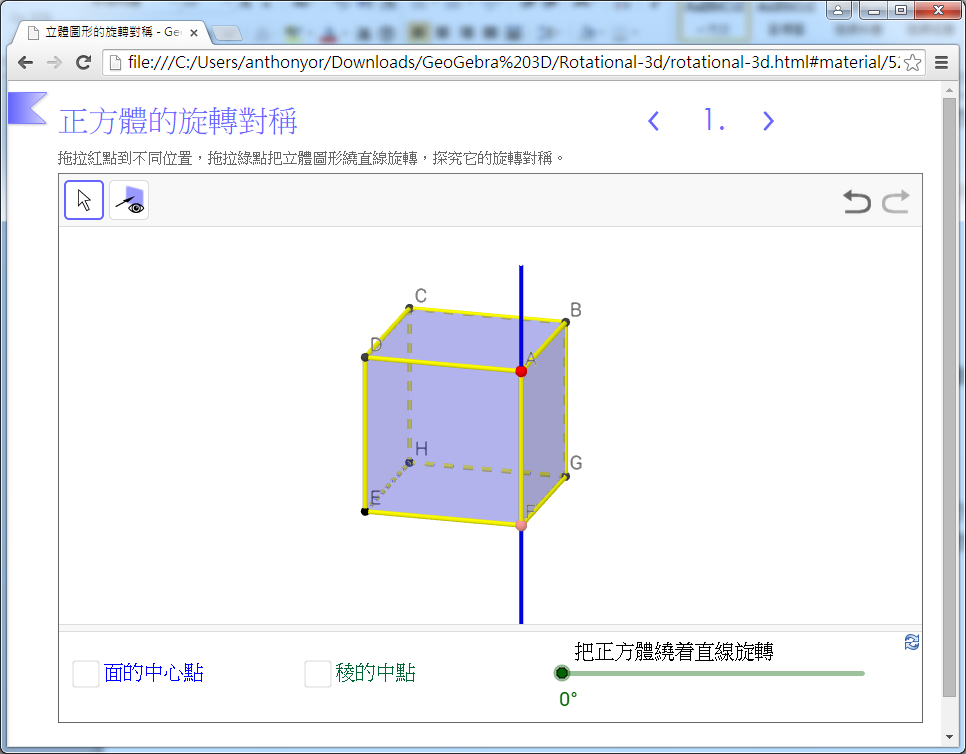 立體圖形的旋轉對稱 - Ge
file:///C:/Users/anthonyor/Downloads/GeoGebra%203D/Rotational-3d/rotational-3d.html#material/52
正方體的旋轉對稱
1.
拖拉紅點到不同位置，拖拉綠點把立體圖形繞直線旋轉，探究它的旋轉對稱。
C
B
D
A
H
G
E
F
把正方體繞着直線旋轉
面的中心點
稜的中點
0°